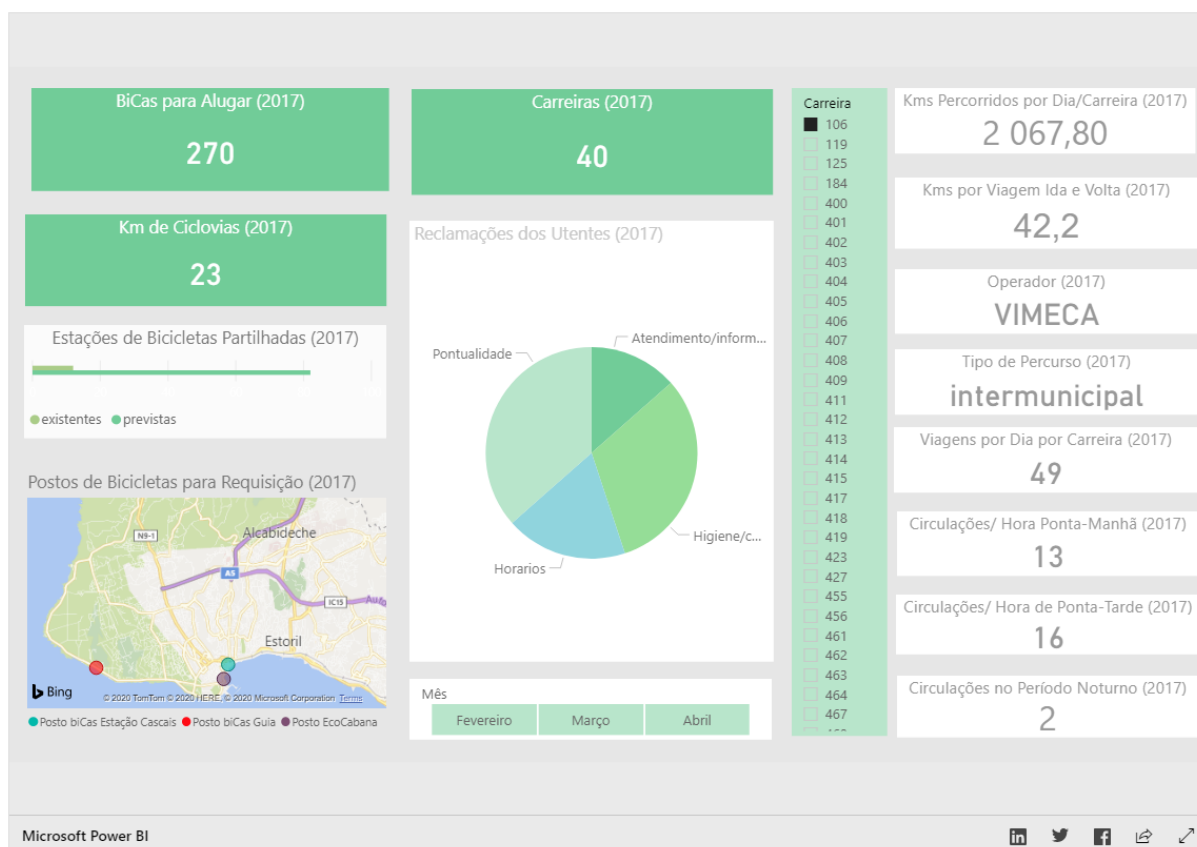 BiCas para Alugar (2017)
270
Km de Ciclovias (2017)
23
Estações de Bicicletas Partilhadas (2017)
existentes previstas
Postos de Bicicletas para Requisição (2017)
N9-1
Alcabideche
A5
IC15
Estoril
Bing
© 2020 TomTom © 2020 HERE, © 2020 Microsoft Corporation Terms
Posto biCas Estação Cascais Posto biCas Guia Posto EcoCabana
Carreiras (2017)
40
Reclamações dos Utentes (2017)
Pontualidade
Atendimento/inform...
Higiene/c...
Horarios
Mês
Fevereiro Março Abril
Carreira
106
119
125
184
400
401
402
403
404
405
406
407
408
409
411
412
413
414
415
417
418
419
423
427
455
456
461
462
463
464
467
Kms Percorridos por Dia/Carreira (2017)
2 067,80
Kms por Viagem Ida e Volta (2017)
42,2
Operador (2017)
VIMECA
Tipo de Percurso (2017)
intermunicipal
Viagens por Dia por Carreira (2017)
49
Circulações/ Hora Ponta-Manhã (2017)
13
Circulações/ Hora de Ponta-Tarde (2017)
16
Circulações no Período Noturno (2017)
2
Microsoft Power BI